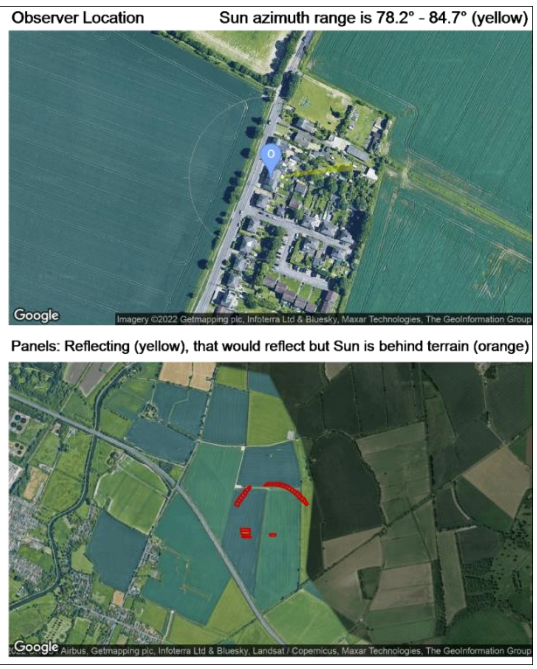 Observer Location
Sun azimuth range is 78.2° - 84.7° (yellow)
O
Google
Imagery ©2022 Getmapping plc, Infoterra Ltd & Bluesky, Maxar Technologies, The GeoInformation Group
Panels: Reflecting (yellow), that would reflect but Sun is behind terrain (orange)
Google
Airbus, Getmapping plc, Infoterra Ltd & Bluesky, Landsat / Copernicus, Maxar Technologies, The GeoInformation Group